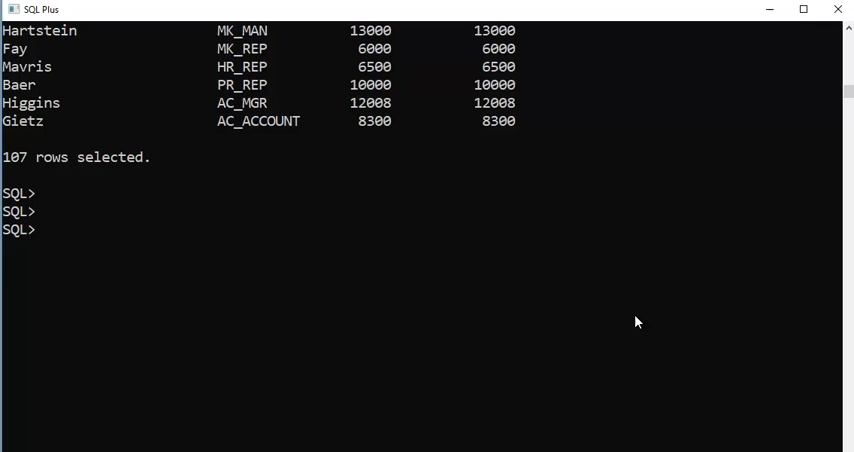 SQL Plus
Hartstein MK_MAN 13000 13000
Fay MK_REP 6000 6000
Mavris HR_REP 6500 6500
Baer PR_REP 10000 10000
Higgins AC_MGR 12008 12008
Gietz AC_ACCOUNT 8300 8300
107 rows selected.
SQL>
SQL>
SQL>